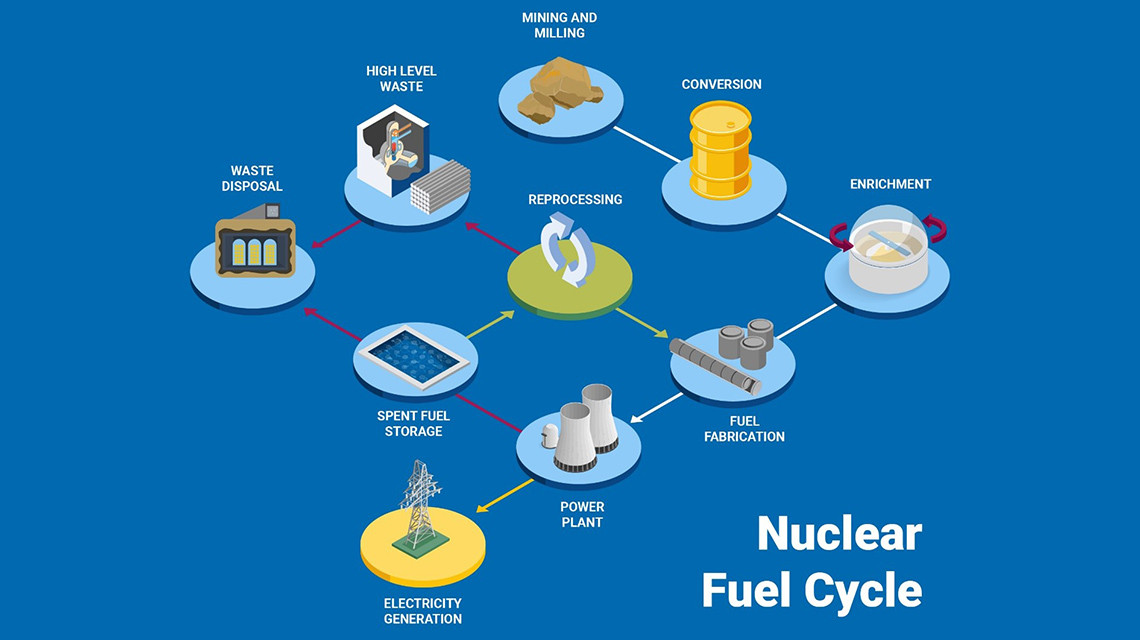 MINING AND
MILLING
HIGH LEVEL
WASTE
CONVERSION
WASTE
DISPOSAL
ENRICHMENT
REPROCESSING
SPENT FUEL
STORAGE
FUEL
FABRICATION
POWER
PLANT
ELECTRICITY
GENERATION
Nuclear
Fuel Cycle